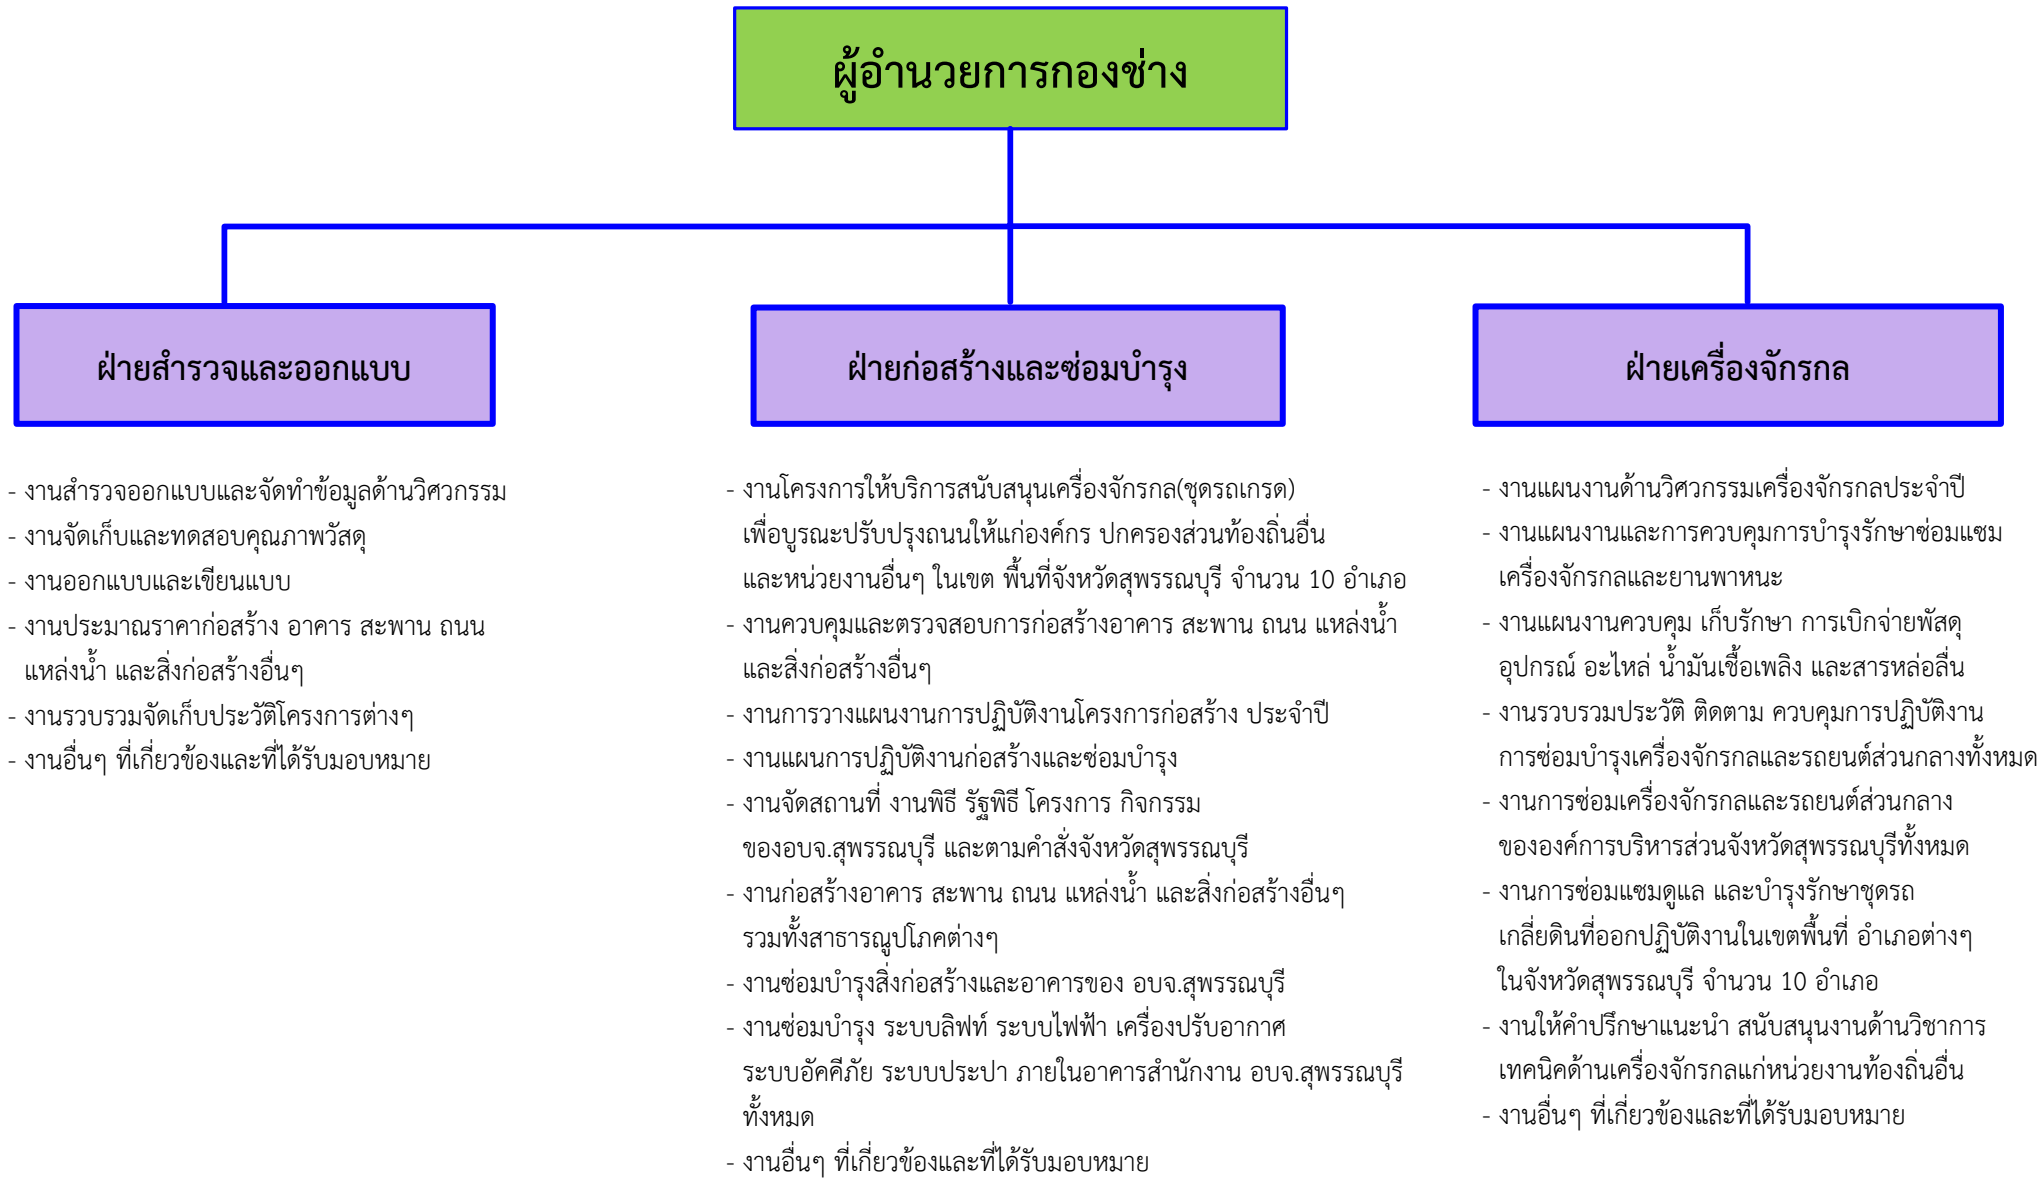 ผู้อำนวยการกองช่าง
ฝ่ายสำรวจและออกแบบ
- งานสำรวจออกแบบและจัดทำข้อมูลด้านวิศวกรรม
- งานจัดเก็บและทดสอบคุณภาพวัสดุ
- งานออกแบบและเขียนแบบ
- งานประมาณราคาก่อสร้าง อาคาร สะพาน ถนน
แหล่งน้ำ และสิ่งก่อสร้างอื่นๆ
- งานรวบรวมจัดเก็บประวัติโครงการต่างๆ
- งานอื่นๆ ที่เกี่ยวข้องและที่ได้รับมอบหมาย
ฝ่ายก่อสร้างและซ่อมบำรุง
- งานโครงการให้บริการสนับสนุนเครื่องจักรกล(ชุดรถเกรด)
เพื่อบูรณะปรับปรุงถนนให้แก่องค์กร ปกครองส่วนท้องถิ่นอื่น
และหน่วยงานอื่นๆ ในเขต พื้นที่จังหวัดสุพรรณบุรี จำนวน 10 อำเภอ
- งานควบคุมและตรวจสอบการก่อสร้างอาคาร สะพาน ถนน แหล่งน้ำ
และสิ่งก่อสร้างอื่นๆ
- งานการวางแผนงานการปฏิบัติงานโครงการก่อสร้าง ประจำปี
- งานแผนการปฏิบัติงานก่อสร้างและซ่อมบำรุง
- งานจัดสถานที่ งานพิธี รัฐพิธี โครงการ กิจกรรม
ของอบจ.สุพรรณบุรี และตามคำสั่งจังหวัดสุพรรณบุรี
- งานก่อสร้างอาคาร สะพาน ถนน แหล่งน้ำ และสิ่งก่อสร้างอื่นๆ
รวมทั้งสาธารณูปโภคต่างๆ
- งานซ่อมบำรุงสิ่งก่อสร้างและอาคารของ อบจ.สุพรรณบุรี
- งานซ่อมบำรุง ระบบลิฟท์ ระบบไฟฟ้า เครื่องปรับอากาศ
ระบบอัคคีภัย ระบบประปา ภายในอาคารสำนักงาน อบจ.สุพรรณบุรี
ทั้งหมด
- งานอื่นๆ ที่เกี่ยวข้องและที่ได้รับมอบหมาย
ฝ่ายเครื่องจักรกล
- งานแผนงานด้านวิศวกรรมเครื่องจักรกลประจำปี
- งานแผนงานและการควบคุมการบำรุงรักษาซ่อมแซม
เครื่องจักรกลและยานพาหนะ
- งานแผนงานควบคุม เก็บรักษา การเบิกจ่ายพัสดุ
อุปกรณ์ อะไหล่ น้ำมันเชื้อเพลิง และสารหล่อลื่น
- งานรวบรวมประวัติ ติดตาม ควบคุมการปฏิบัติงาน
การซ่อมบำรุงเครื่องจักรกลและรถยนต์ส่วนกลางทั้งหมด
- งานการซ่อมเครื่องจักรกลและรถยนต์ส่วนกลาง
ขององค์การบริหารส่วนจังหวัดสุพรรณบุรีทั้งหมด
- งานการซ่อมแซมดูแล และบำรุงรักษาชุดรถ
เกลี่ยดินที่ออกปฏิบัติงานในเขตพื้นที่ อำเภอต่างๆ
ในจังหวัดสุพรรณบุรี จำนวน 10 อำเภอ
- งานให้คำปรึกษาแนะนำ สนับสนุนงานด้านวิชาการ
เทคนิคด้านเครื่องจักรกลแก่หน่วยงานท้องถิ่นอื่น
- งานอื่นๆ ที่เกี่ยวข้องและที่ได้รับมอบหมาย